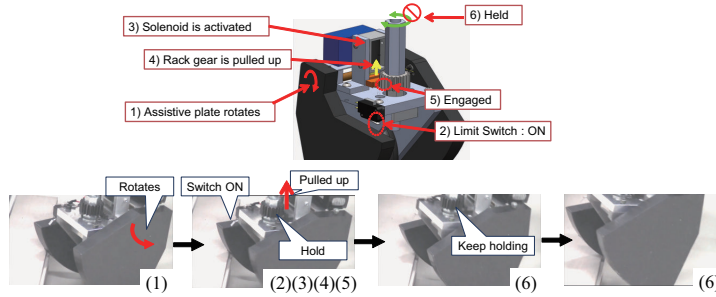 6) Held
3) Solenoid is activated
4) Rack gear is pulled up
5) Engaged
1) Assistive plate rotates
2) Limit Switch : ON
Rotates
Switch ON
Pulled up
Hold
Keep holding
(1)
(2)(3)(4)(5)
(6)
(6)